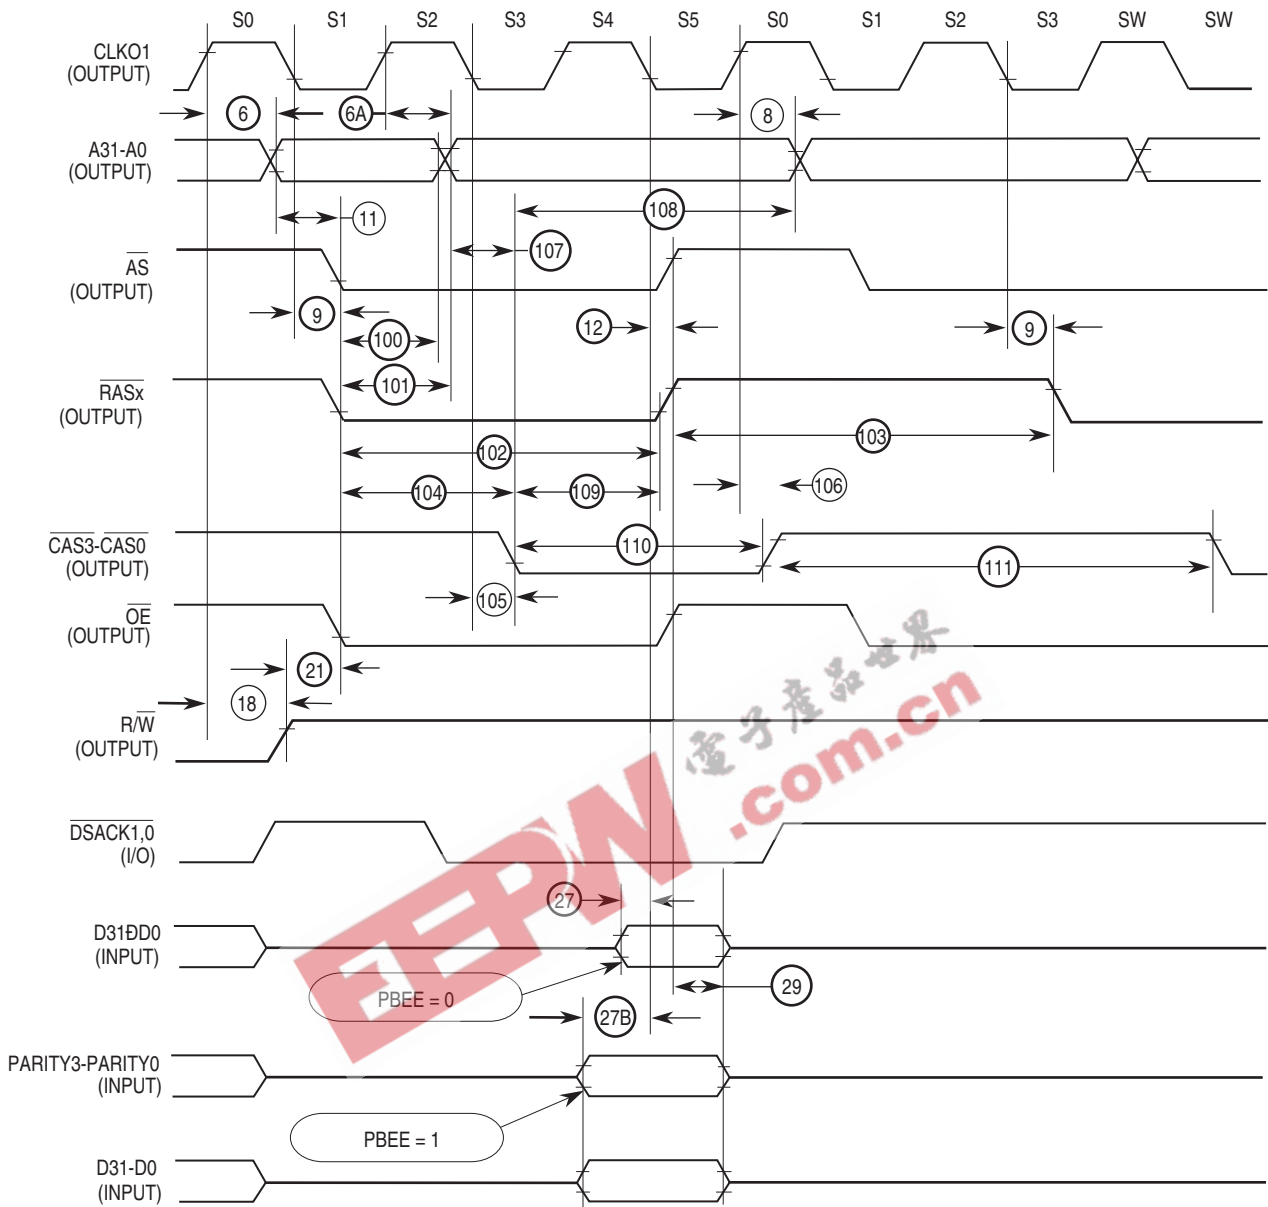 S0 S1 S2 S3 S4 S5 S0 S1 S2 S3 SW SW
CLKO1
(OUTPUT)
6 6A 8
A31-A0
(OUTPUT)
11 108
107
AS
(OUTPUT)
9 12 9
100
101
RASx
(OUTPUT)
102 103
104 109 106
CAS3-CAS0
(OUTPUT)
110 111
105
OE
(OUTPUT)
21
18
R/W
(OUTPUT)
電子產品世界
.com.cn
EEPW
DSACK1,0
(I/O)
27
D31ÐD0
(INPUT)
PBEE = 0
29
27B
PARITY3-PARITY0
(INPUT)
PBEE = 1
D31-D0
(INPUT)